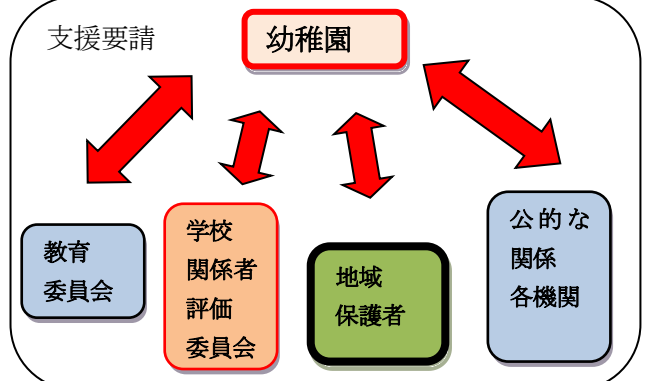 支援要請
幼稚園
教育
委員会
学校
関係者
評価
委員会
地域
保護者
公的な
関係
各機関